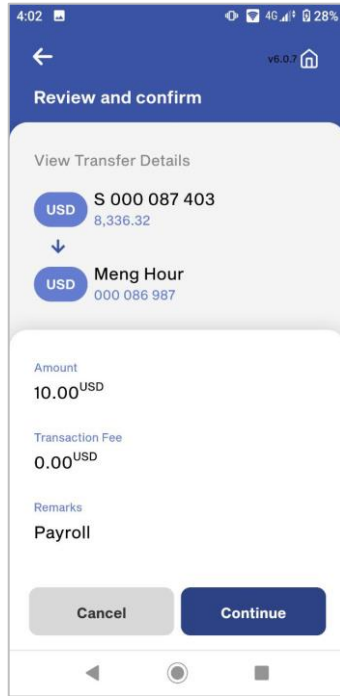 4:02 4G 28%
v6.0.7
Review and confirm
View Transfer Details
USD S 000 087 403
8,336.32
USD Meng Hour
000 086 987
Amount
10.00USD
Transaction Fee
0.00USD
Remarks
Payroll
Cancel Continue